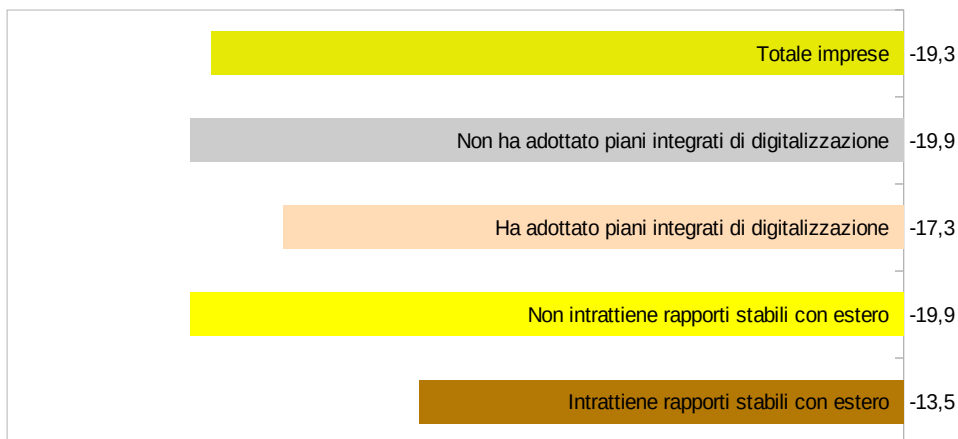 Totale imprese -19,3
Non ha adottato piani integrati di digitalizzazione -19,9
Ha adottato piani integrati di digitalizzazione -17,3
Non intrattiene rapporti stabili con estero -19,9
Intrattiene rapporti stabili con estero -13,5